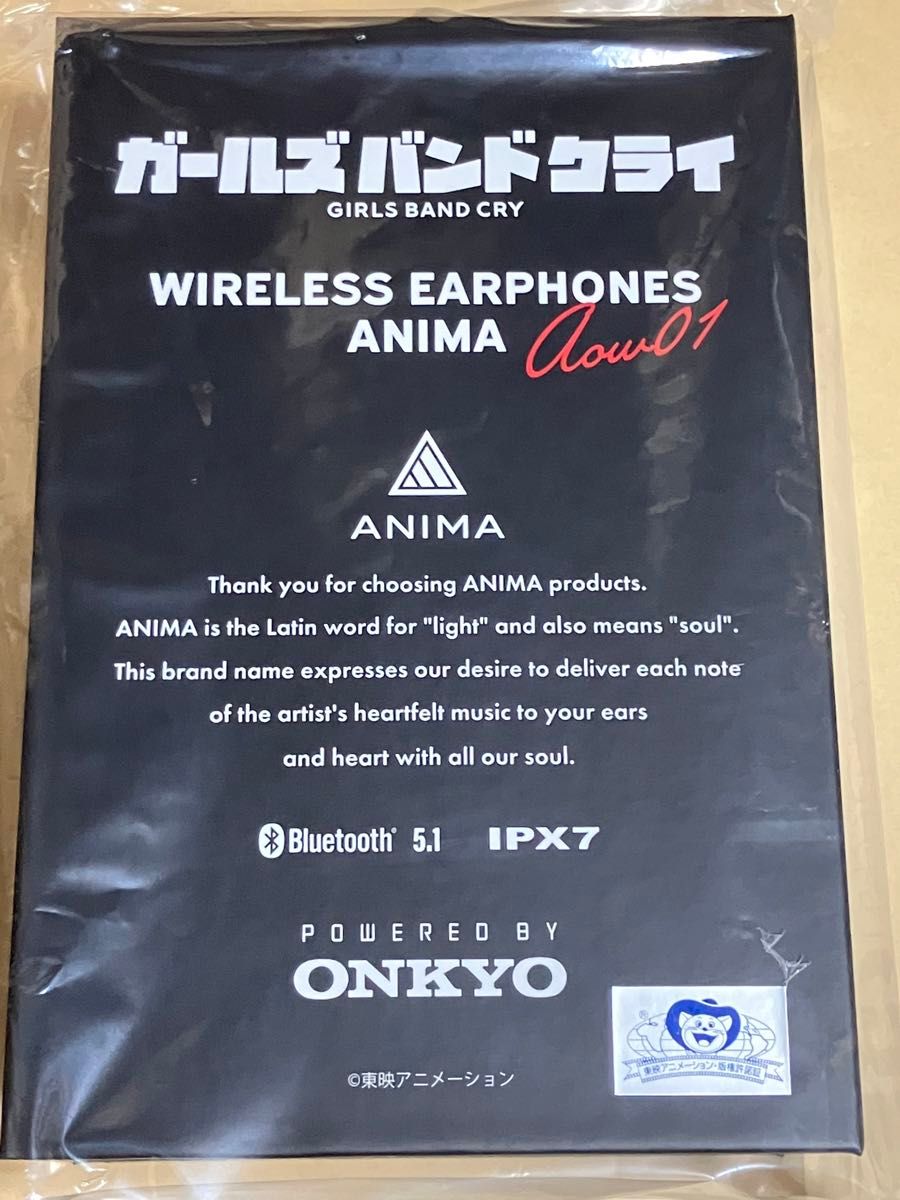 ガールズバンドクライ
GIRLS BAND CRY
WIRELESS EARPHONES
ANIMA Aow01
ANIMA
Thank you for choosing ANIMA products.
ANIMA is the Latin word for "light" and also means "soul".
This brand name expresses our desire to deliver each note
of the artist's heartfelt music to your ears
and heart with all our soul.
Bluetooth® 5.1 IPX7
POWERED BY
ONKYO
®
東映アニメーション・版権許諾証
©東映アニメーション